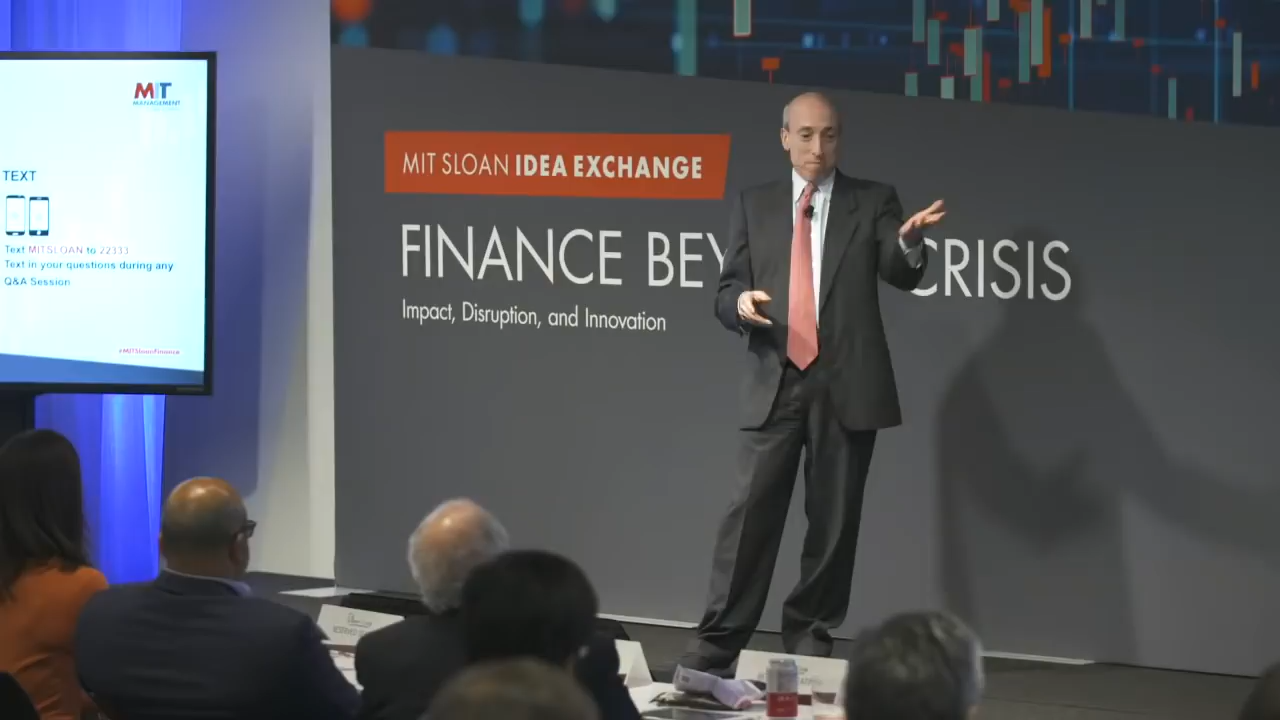 MIT
MANAGEMENT
TEXT
Text MITSLOAN to 22333
Text in your questions during any
Q&A Session
#MITSloanFinance
MIT SLOAN IDEA EXCHANGE
FINANCE BEY CRISIS
Impact, Disruption, and Innovation
RESERVED